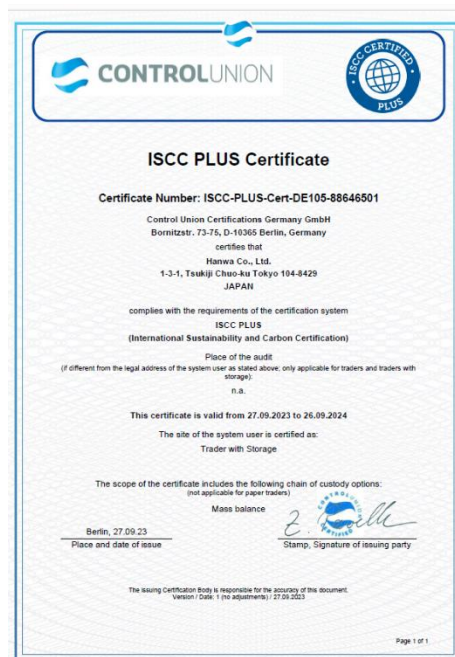 CONTROLUNION
ISCC CERTIFIED
PLUS
ISCC PLUS Certificate
Certificate Number: ISCC-PLUS-Cert-DE105-88646501
Control Union Certifications Germany GmbH
Bornitzstr. 73-75, D-10365 Berlin, Germany
certifies that
Hanwa Co., Ltd.
1-3-1, Tsukiji Chuo-ku Tokyo 104-8429
JAPAN
complies with the requirements of the certification system
ISCC PLUS
(International Sustainability and Carbon Certification)
Place of the audit
(if different from the legal address of the system user as stated above; only applicable for traders and traders with
storage):
n.a.
This certificate is valid from 27.09.2023 to 26.09.2024
The site of the system user is certified as:
Trader with Storage
The scope of the certificate includes the following chain of custody options:
(not applicable for paper traders)
Mass balance
Berlin, 27.09.23
Place and date of issue
Stamp, Signature of issuing party
The issuing Certification Body is responsible for the accuracy of this document.
Version / Date: 1 (no adjustments) / 27.09.2023
Page 1 of 1